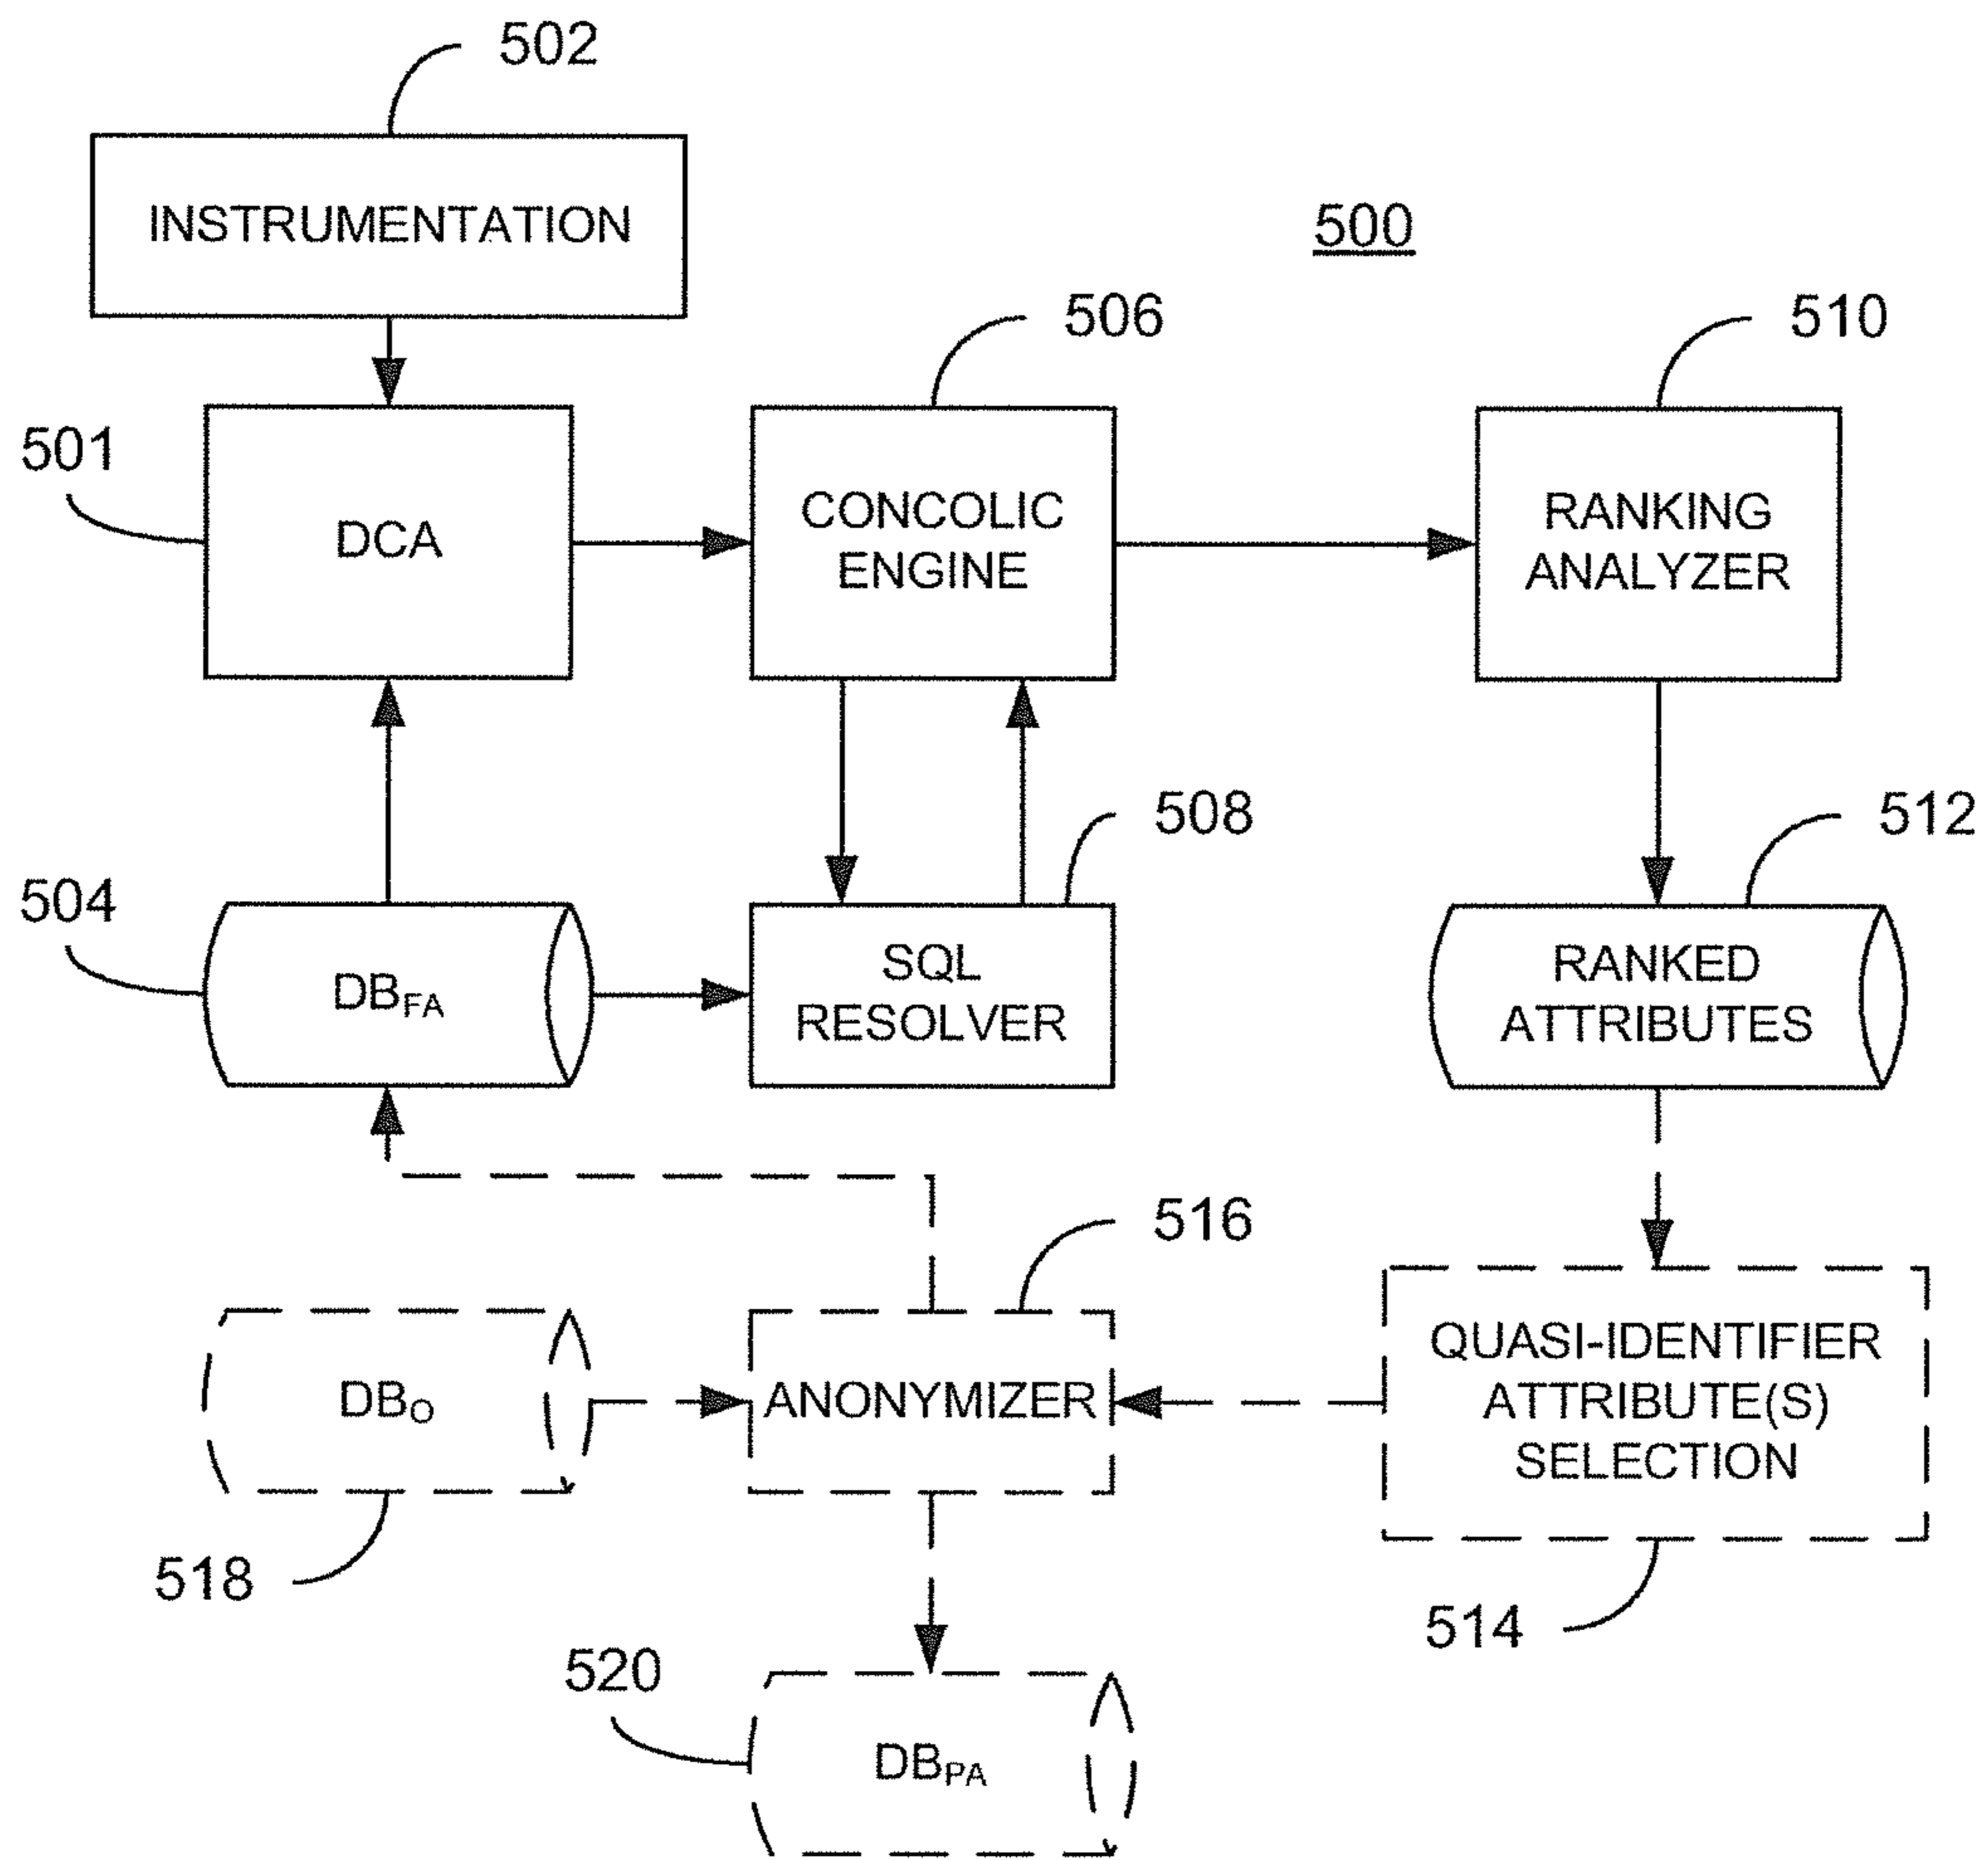 502
INSTRUMENTATION
500
506
510
501
DCA
CONCOLIC
ENGINE
RANKING
ANALYZER
508
512
504
DBFA
SQL
RESOLVER
RANKED
ATTRIBUTES
516
DBO
ANONYMIZER
QUASI-IDENTIFIER
ATTRIBUTE(S)
SELECTION
518
514
520
DBPA